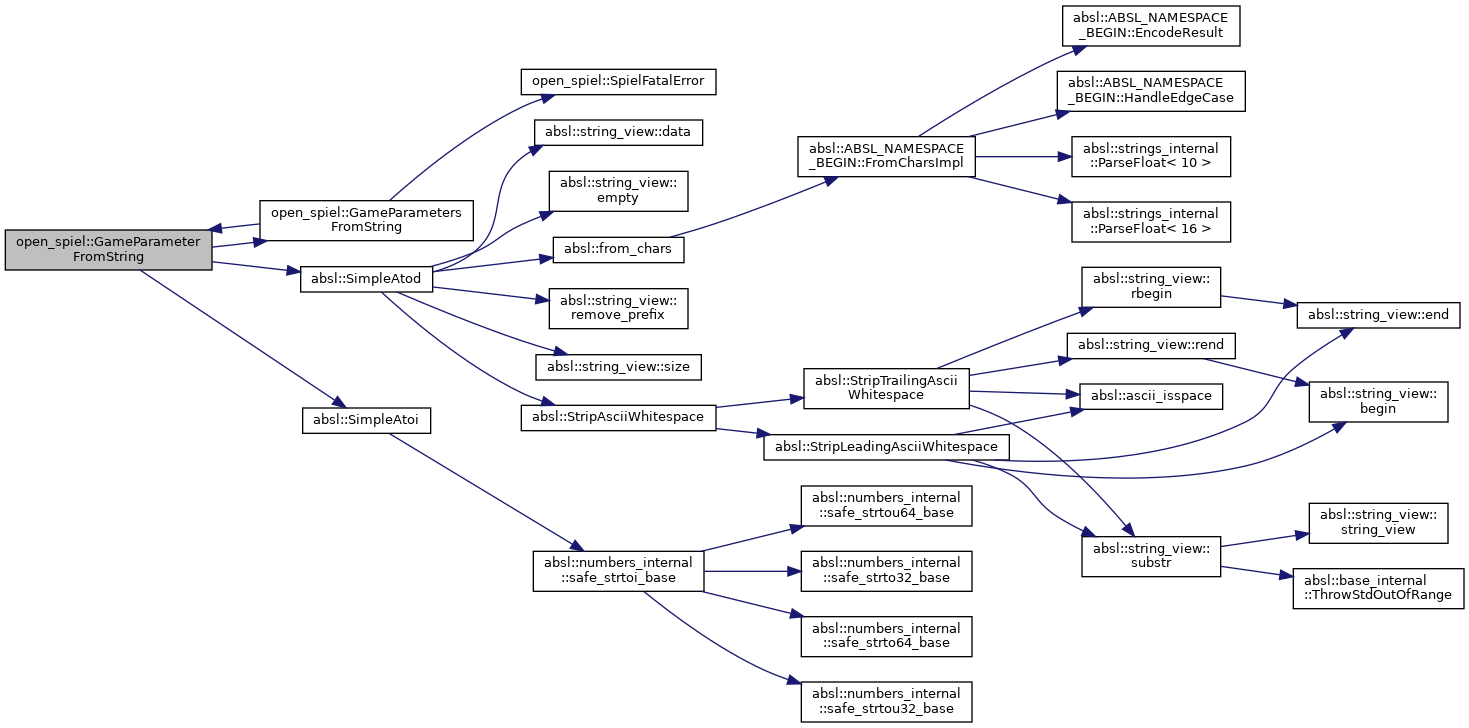 open_spiel::GameParameter
FromString
open_spiel::GameParameters
FromString
absl::SimpleAtod
absl::SimpleAtoi
open_spiel::SpielFatalError
absl::string_view::data
absl::string_view::
empty
absl::from_chars
absl::string_view::
remove_prefix
absl::string_view::size
absl::StripAsciiWhitespace
absl::numbers_internal
::safe_strtoi_base
absl::ABSL_NAMESPACE
_BEGIN::FromCharsImpl
absl::StripTrailingAscii
Whitespace
absl::StripLeadingAsciiWhitespace
absl::numbers_internal
::safe_strtou64_base
absl::numbers_internal
::safe_strto32_base
absl::numbers_internal
::safe_strto64_base
absl::numbers_internal
::safe_strtou32_base
absl::ABSL_NAMESPACE
_BEGIN::EncodeResult
absl::ABSL_NAMESPACE
_BEGIN::HandleEdgeCase
absl::strings_internal
::ParseFloat< 10 >
absl::strings_internal
::ParseFloat< 16 >
absl::string_view::
rbegin
absl::string_view::rend
absl::ascii_isspace
absl::string_view::
substr
absl::string_view::end
absl::string_view::
begin
absl::string_view::
string_view
absl::base_internal
::ThrowStdOutOfRange